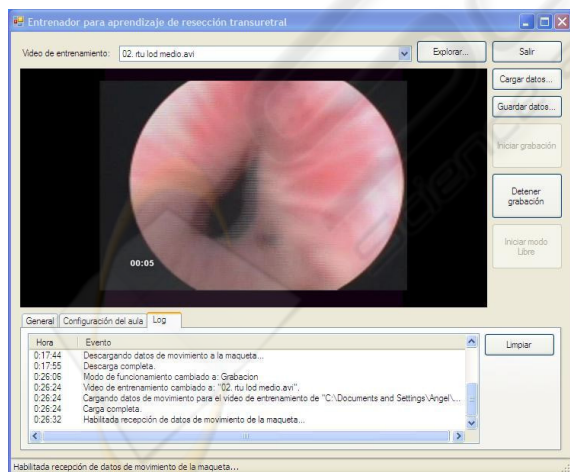 Entrenador para aprendizaje de resección transuretral
Video de entrenamiento: 02. rtu lod medio.avi Explorar... Salir
Cargar datos...
Guardar datos...
Iniciar grabación
Detener
grabación
Iniciar modo
Libre
00:05
General Configuración del aula Log
Hora Evento Limpiar
0:17:44 Descargando datos de movimiento a la maqueta...
0:17:55 Descarga completa.
0:26:06 Modo de funcionamiento cambiado a: Grabacion
0:26:24 Video de entrenamiento cambiado a: "02. rtu lod medio.avi".
0:26:24 Cargando datos de movimiento para el video de entrenamiento de "C:\Documents and Settings\Angel\...
0:26:24 Carga completa.
0:26:32 Habilitada recepción de datos de movimiento de la maqueta...
Habilitada recepción de datos de movimiento de la maqueta...